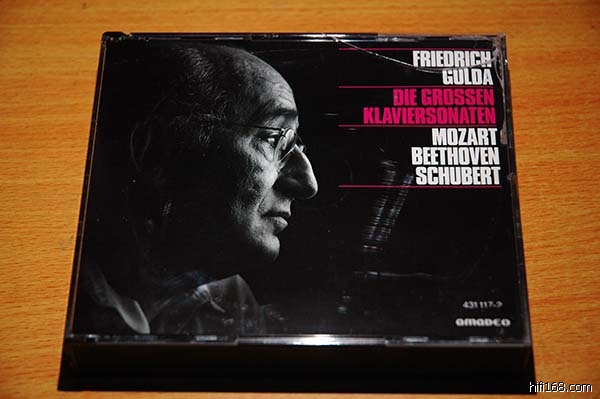 FRIEDRICH
GULDA
DIE GROSSEN
KLAVIERSONATEN
MOZART
BEETHOVEN
SCHUBERT
431 117-2
amadeo
hifi168.com